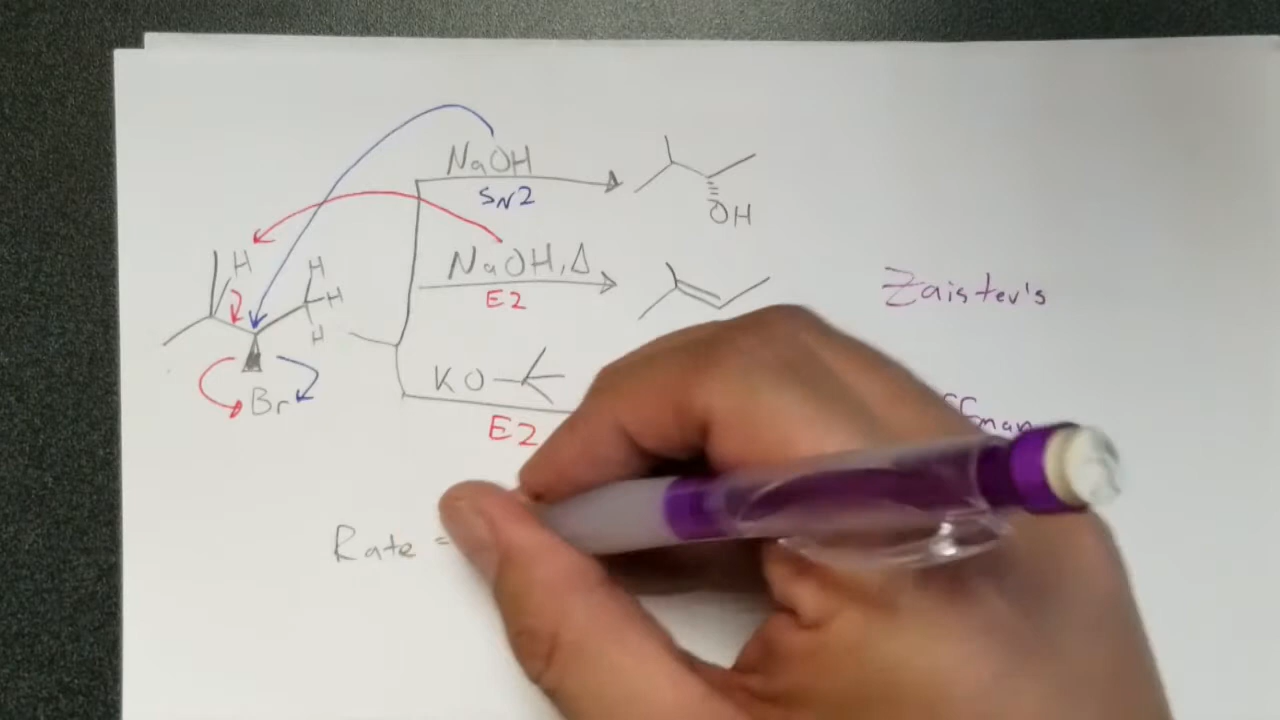 NaOH
SN2
OH
H
H
NaOH, Δ
H
E2
Zaistev's
H
KO
Br
E2
Rate =